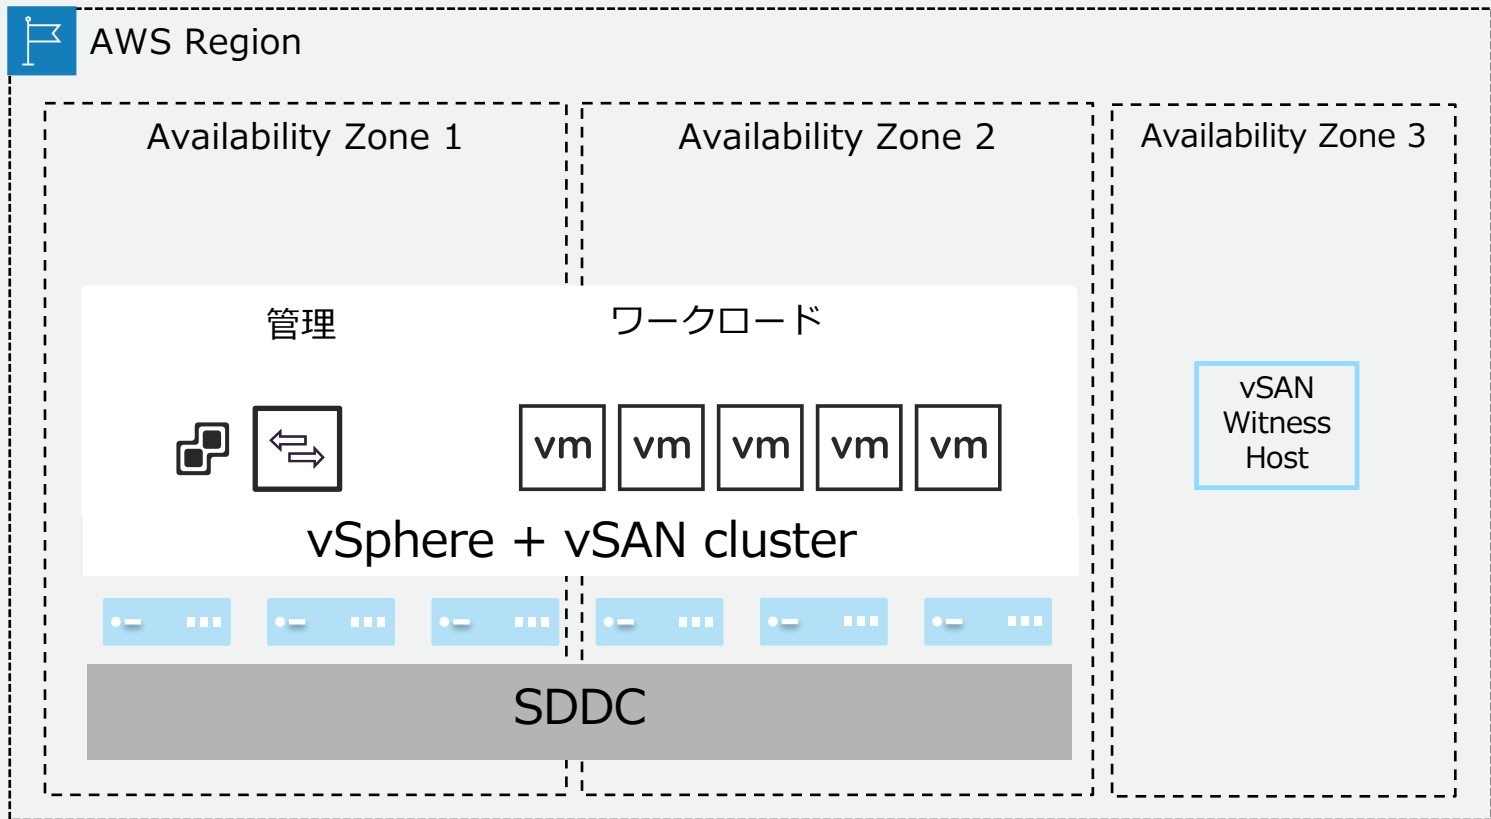 AWS Region
Availability Zone 1
Availability Zone 2
Availability Zone 3
管理
ワークロード
vm
vm
vm
vm
vm
vSAN
Witness
Host
vSphere + vSAN cluster
SDDC